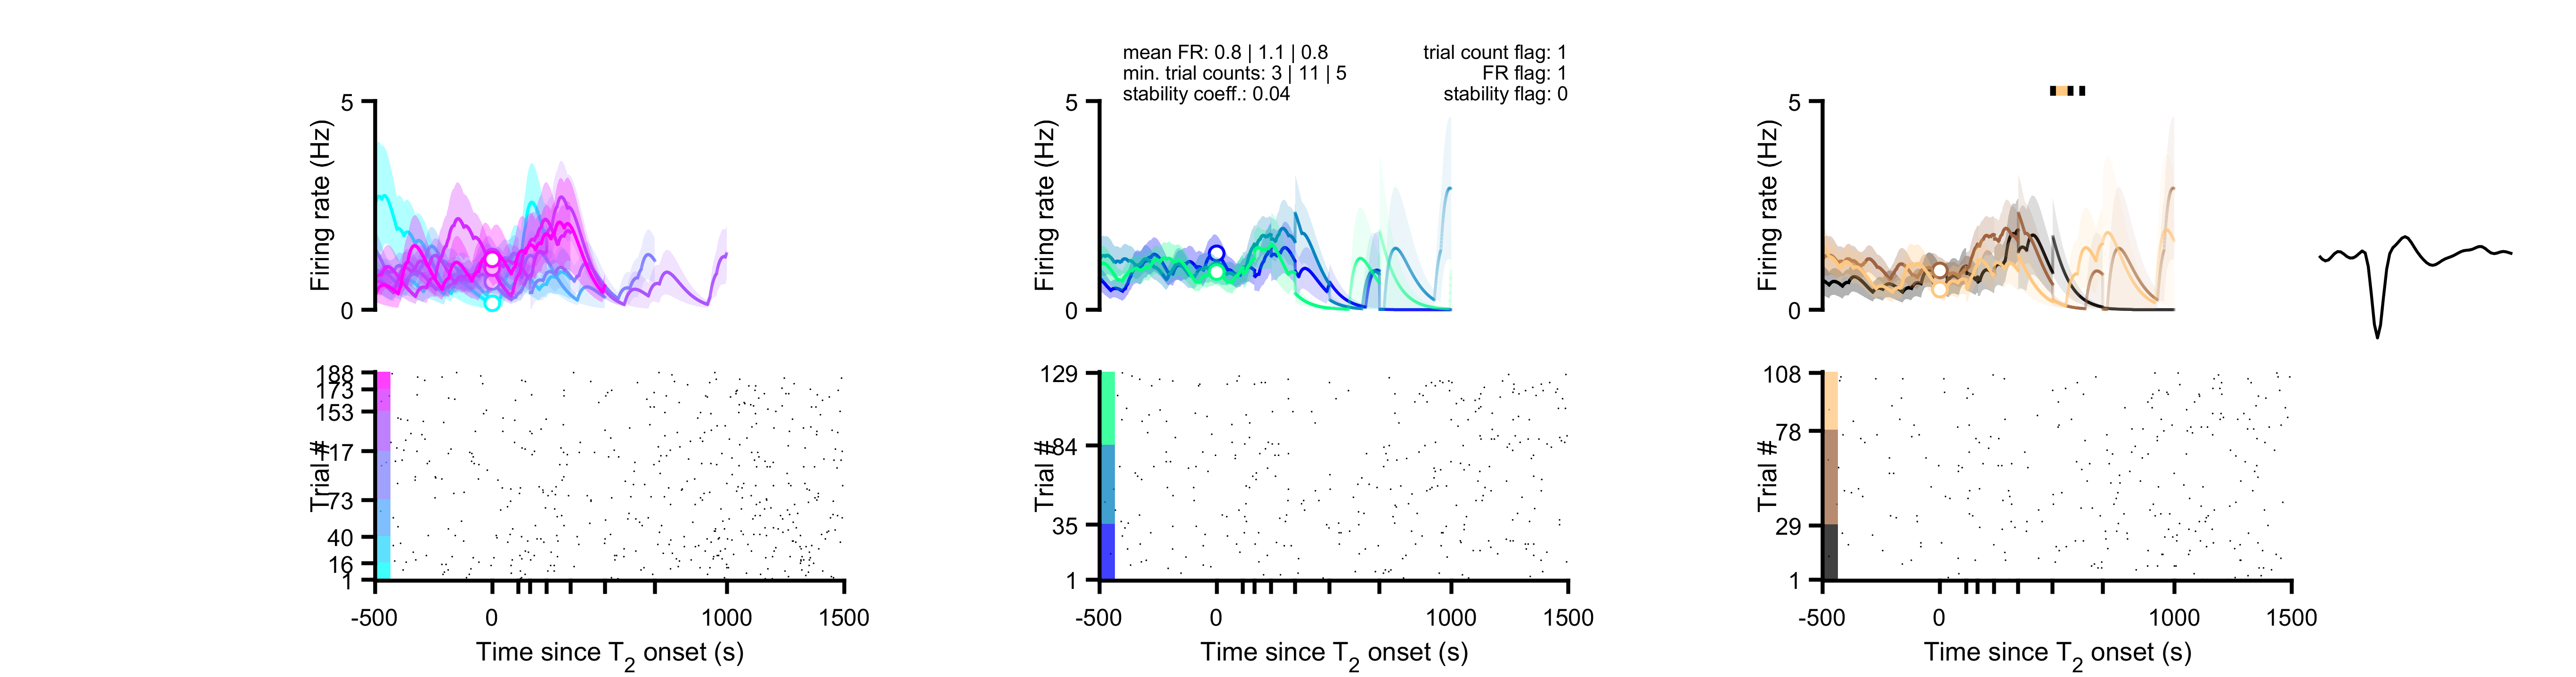 mean FR: 0.8 | 1.1 | 0.8
min. trial counts: 3 | 11 | 5
stability coeff.: 0.04
trial count flag: 1
FR flag: 1
stability flag: 0
5
Firing rate (Hz)
0
5
Firing rate (Hz)
0
5
Firing rate (Hz)
0
188
173
153
117
73
40
16
1
Trial #
-500
0
1000
1500
Time since T2 onset (s)
129
84
35
1
Trial #
-500
0
1000
1500
Time since T2 onset (s)
108
78
29
1
Trial #
-500
0
1000
1500
Time since T2 onset (s)